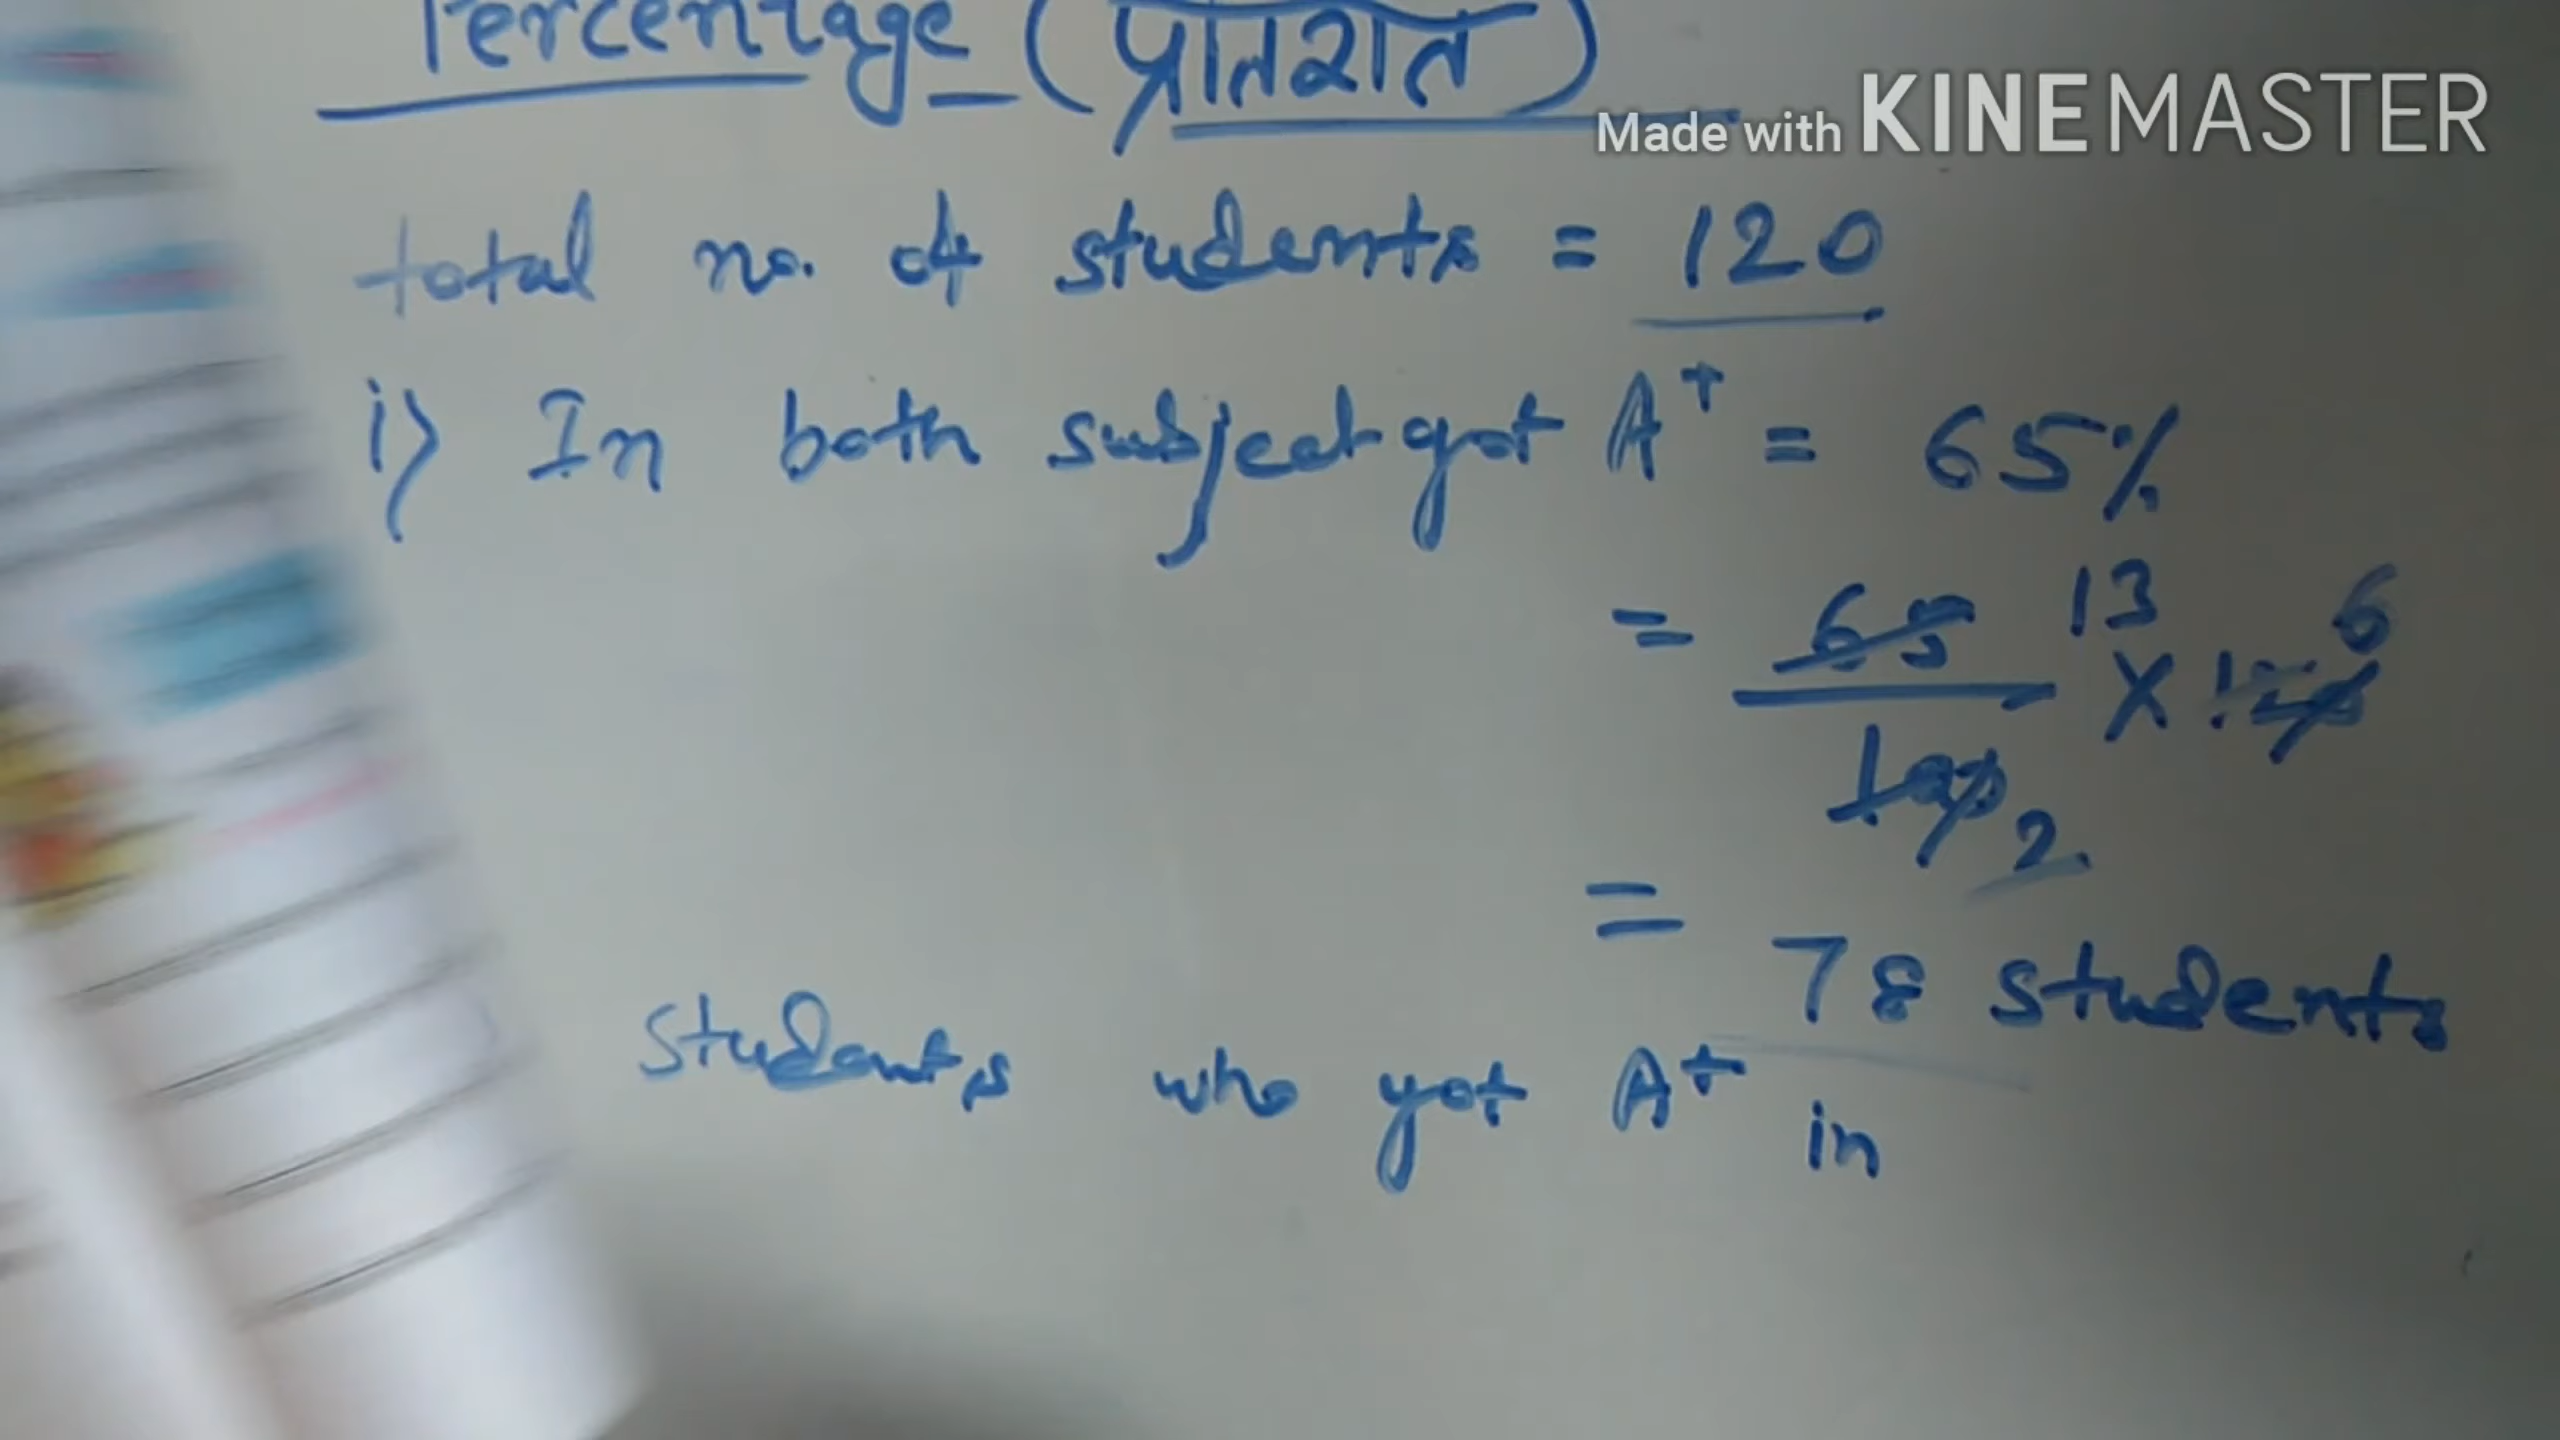 Percentage (प्रतिशत)
Made with KINEMASTER
total no. of students = 120
i) In both subject got A+ = 65%
= 65 13 × 120 6
100 2
= 78 students
Students who got A+ in